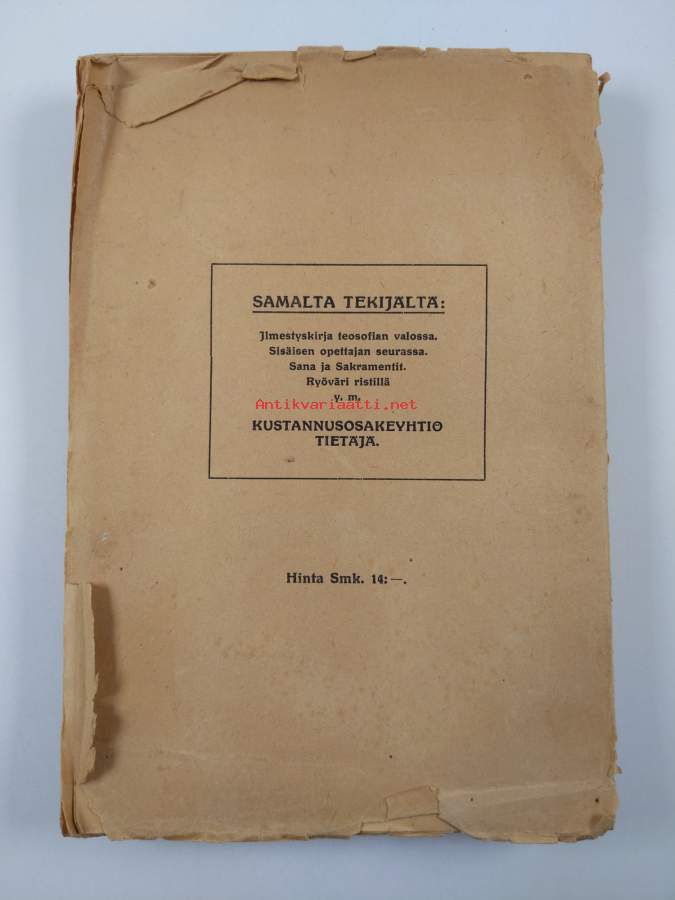 SAMALTA TEKIJÄLTÄ:
Ilmestyskirja teosofian valossa.
Sisäisen opettajan seurassa.
Sana ja Sakramentit.
Ryöväri ristillä
y. m.
Antikvariaatti.net
KUSTANNUSOSAKEYHTIÖ
TIETÄJÄ.
Hinta Smk. 14:—.